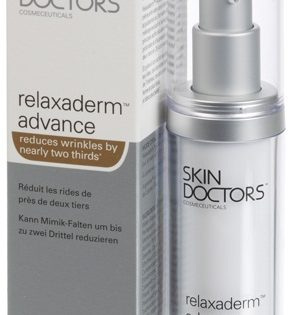 DOCTORS
COSMECEUTICALS
relaxaderm™
advance
reduces wrinkles by
nearly two thirds*
Réduit les rides de
près de deux tiers
Kann Mimik-Falten um bis
zu zwei Drittel reduzieren
SKIN
DOCTORS™
COSMECEUTICALS
relaxaderm™